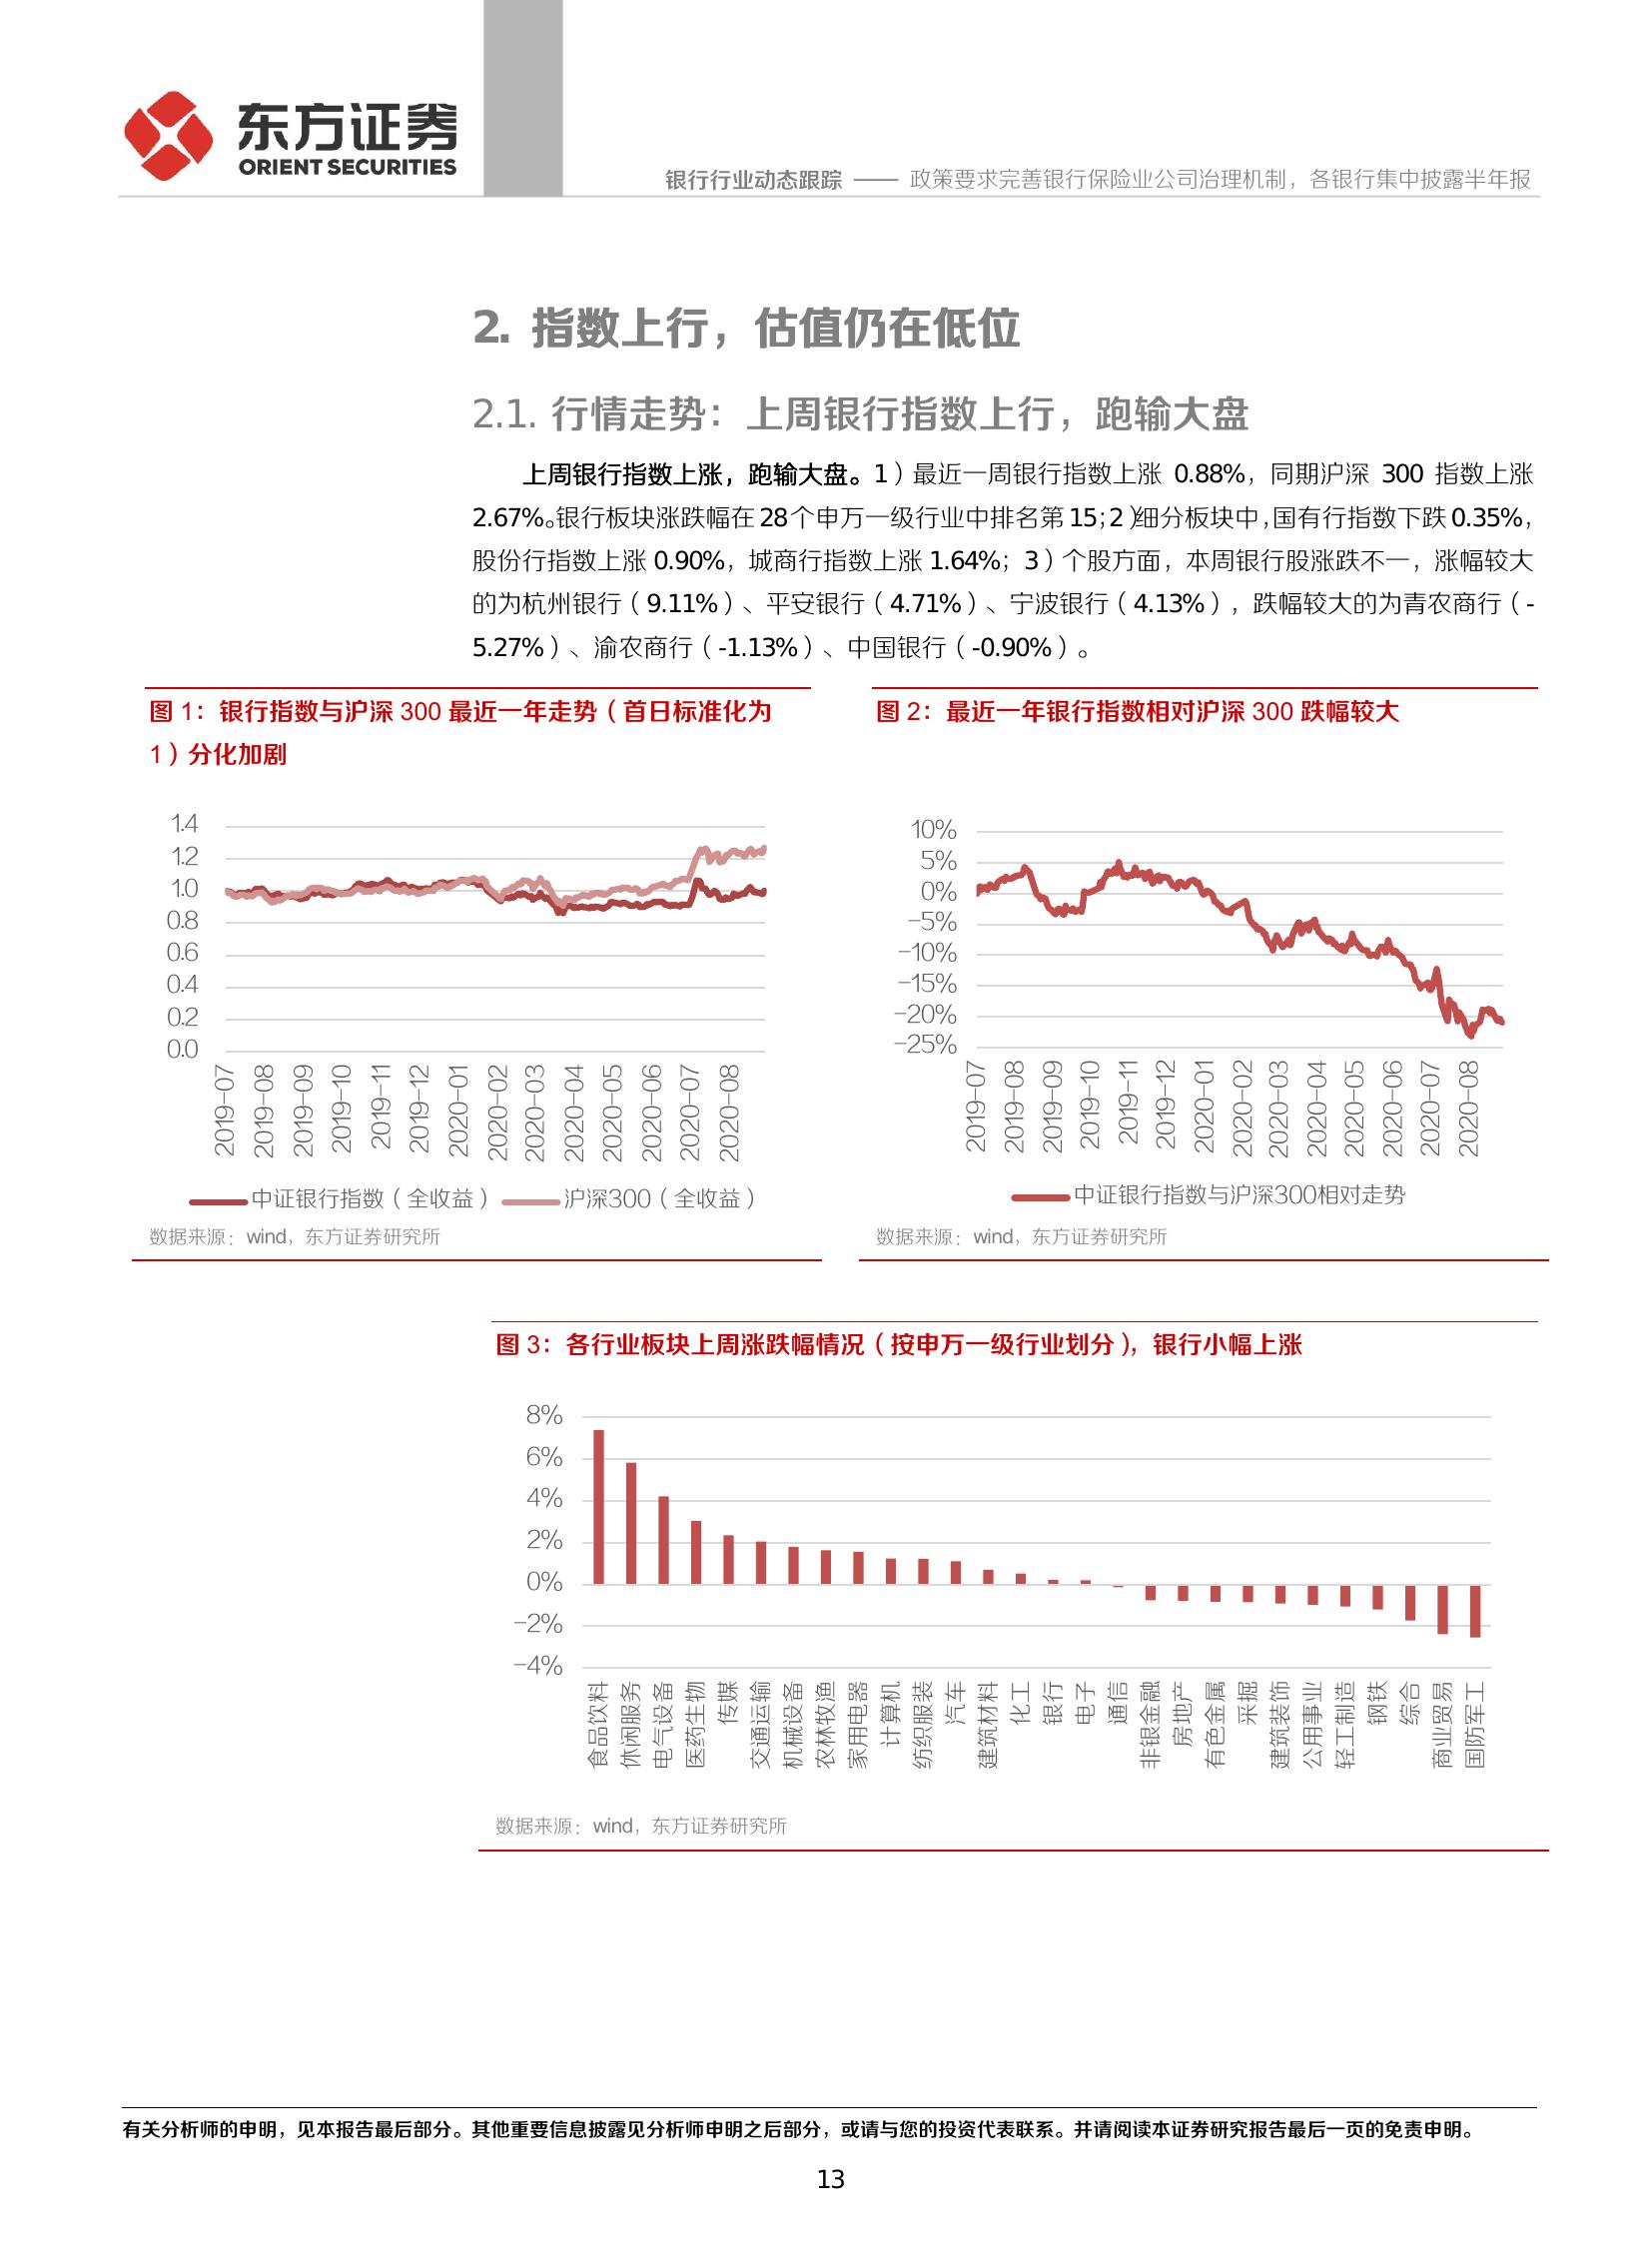 东方证券
ORIENT SECURITIES
银行行业动态跟踪 —— 政策要求完善银行保险业公司治理机制，各银行集中披露半年报
2. 指数上行，估值仍在低位
2.1. 行情走势：上周银行指数上行，跑输大盘
上周银行指数上涨，跑输大盘。1）最近一周银行指数上涨 0.88%，同期沪深 300 指数上涨
2.67%。银行板块涨跌幅在 28 个申万一级行业中排名第 15；2）细分板块中，国有行指数下跌 0.35%，
股份行指数上涨 0.90%，城商行指数上涨 1.64%；3）个股方面，本周银行股涨跌不一，涨幅较大
的为杭州银行（9.11%）、平安银行（4.71%）、宁波银行（4.13%），跌幅较大的为青农商行（-
5.27%）、渝农商行（-1.13%）、中国银行（-0.90%）。
图 1：银行指数与沪深 300 最近一年走势（首日标准化为
1）分化加剧
1.4
1.2
1.0
0.8
0.6
0.4
0.2
0.0
2019-07
2019-08
2019-09
2019-10
2019-11
2019-12
2020-01
2020-02
2020-03
2020-04
2020-05
2020-06
2020-07
2020-08
中证银行指数（全收益） 沪深300（全收益）
数据来源：wind，东方证券研究所
图 2：最近一年银行指数相对沪深 300 跌幅较大
10%
5%
0%
-5%
-10%
-15%
-20%
-25%
2019-07
2019-08
2019-09
2019-10
2019-11
2019-12
2020-01
2020-02
2020-03
2020-04
2020-05
2020-06
2020-07
2020-08
中证银行指数与沪深300相对走势
数据来源：wind，东方证券研究所
图 3：各行业板块上周涨跌幅情况（按申万一级行业划分），银行小幅上涨
8%
6%
4%
2%
0%
-2%
-4%
食品饮料
休闲服务
电气设备
医药生物
传媒
交通运输
机械设备
农林牧渔
家用电器
计算机
纺织服装
汽车
建筑材料
化工
银行
电子
通信
非银金融
房地产
有色金属
采掘
建筑装饰
公用事业
轻工制造
钢铁
综合
商业贸易
国防军工
数据来源：wind，东方证券研究所
有关分析师的申明，见本报告最后部分。其他重要信息披露见分析师申明之后部分，或请与您的投资代表联系。并请阅读本证券研究报告最后一页的免责申明。
13